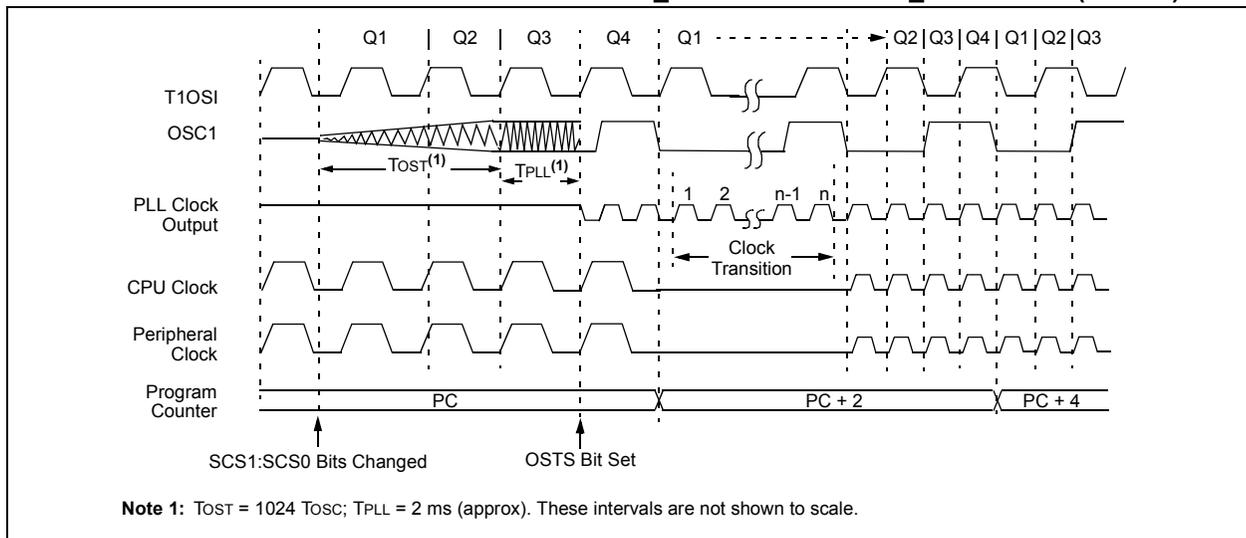 Q1 Q2 Q3 Q4 Q1 Q2 Q3 Q4 Q1 Q2 Q3
T1OSI
OSC1
TOST(1)
TPLL(1)
1 2 n-1 n
PLL Clock
Output
Clock
Transition
CPU Clock
Peripheral
Clock
Program
Counter
PC PC + 2 PC + 4
SCS1:SCS0 Bits Changed
OSTS Bit Set
Note 1: TOST = 1024 TOSC; TPLL = 2 ms (approx). These intervals are not shown to scale.